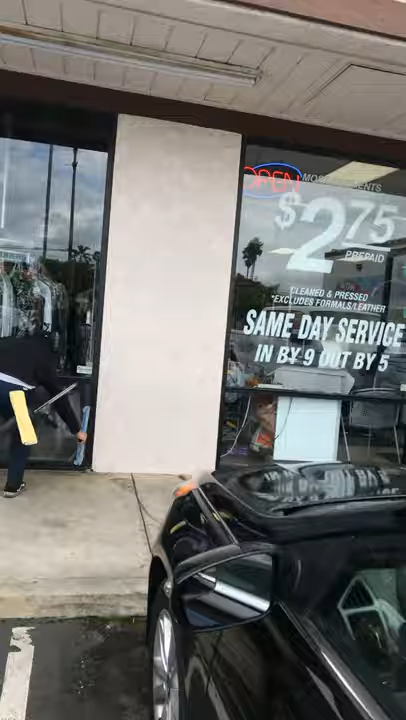 OPEN
$2.75
PREPAID
CLEANED & PRESSED
*EXCLUDES FORMALS/LEATHER
SAME DAY SERVICE
IN BY 9 OUT BY 5